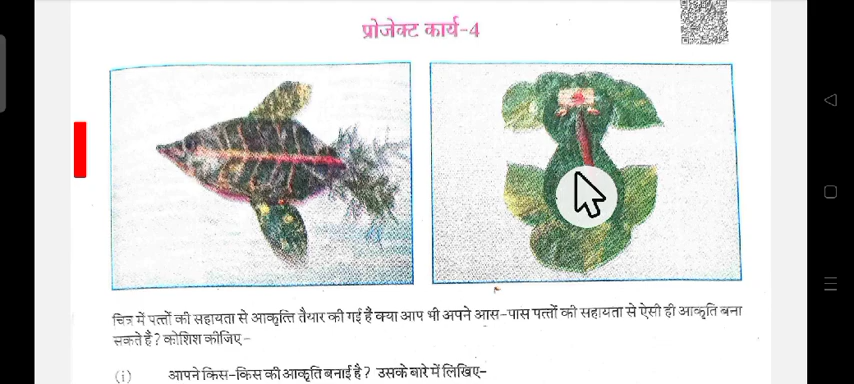 प्रोजेक्ट कार्य-4
चित्र में पत्तों की सहायता से आकृति तैयार की गई हैं क्या आप भी अपने आस-पास पत्तों की सहायता से ऐसी ही आकृति बना
सकते हैं? कोशिश कीजिए-
(i) आपने किस-किस की आकृति बनाई है? उसके बारे में लिखिए-